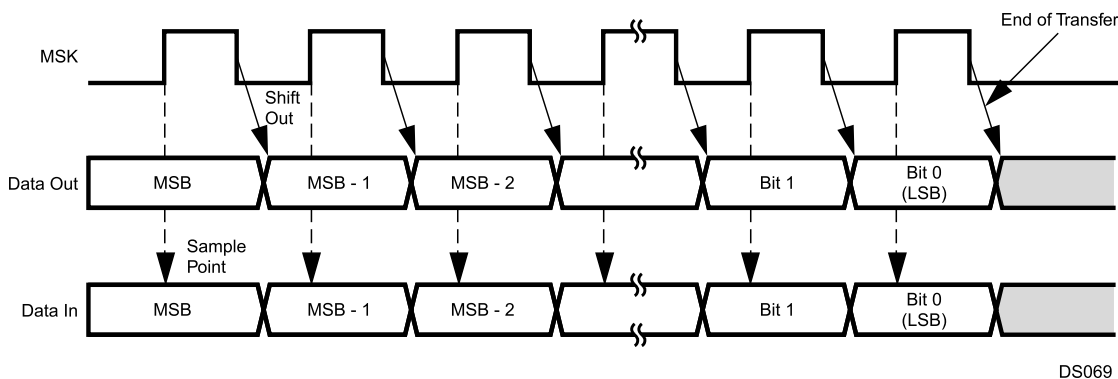 End of Transfer
MSK
Shift
Out
Data Out
MSB
MSB - 1
MSB - 2
Bit 1
Bit 0
(LSB)
Sample
Point
Data In
MSB
MSB - 1
MSB - 2
Bit 1
Bit 0
(LSB)
DS069